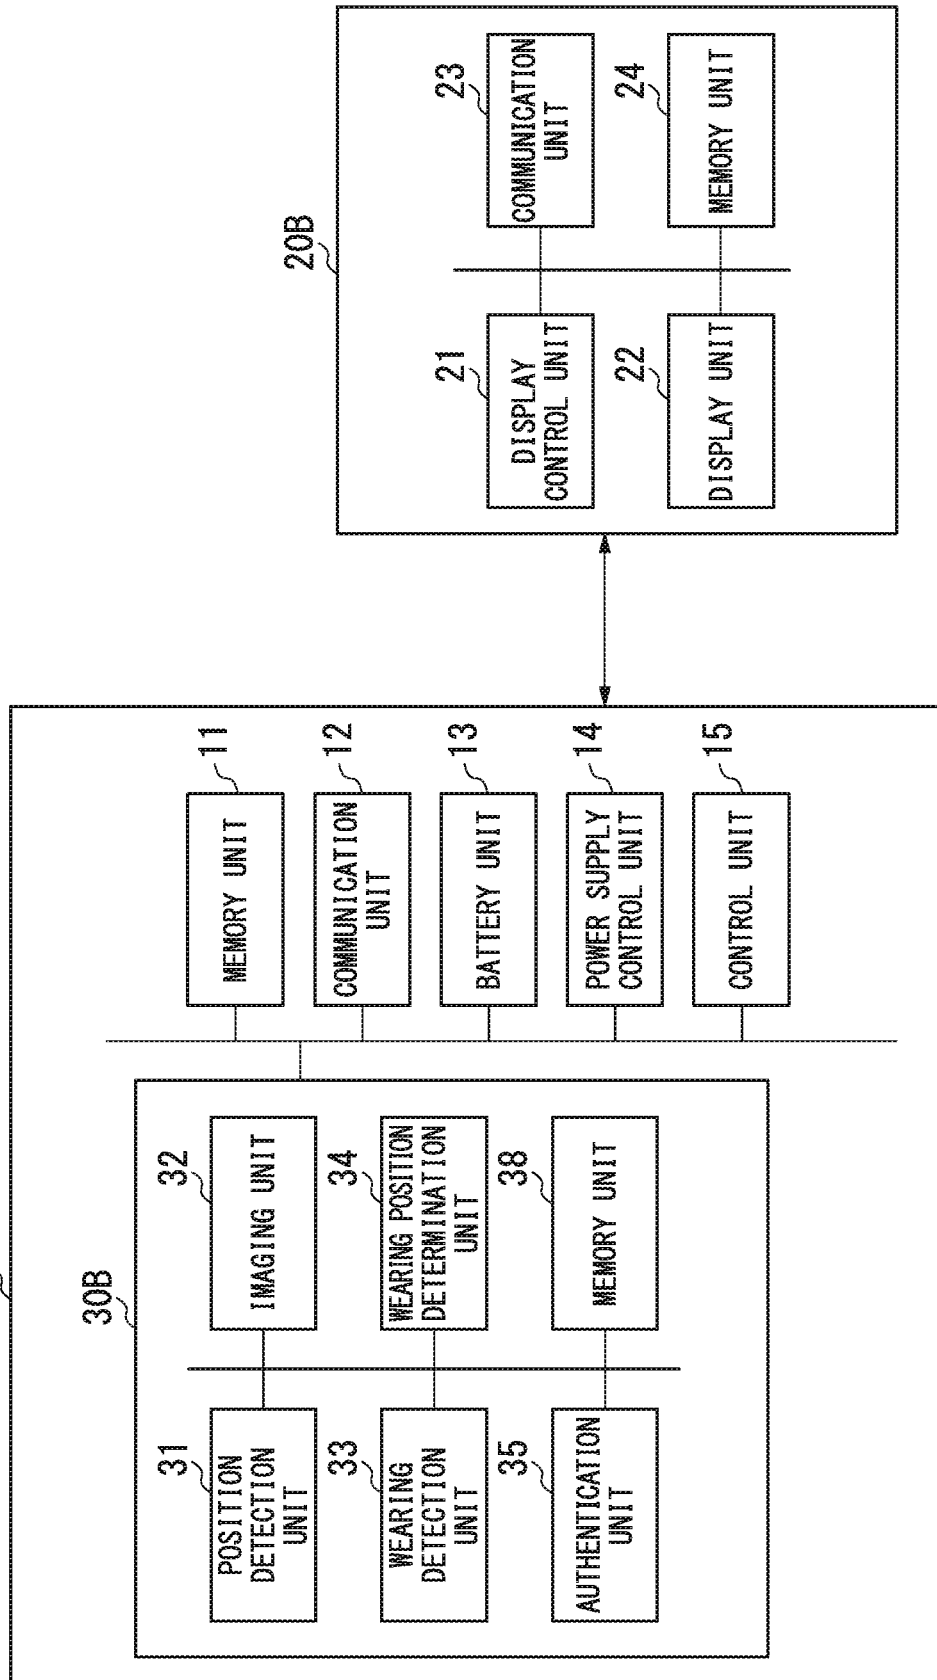 30B
31
POSITION
DETECTION
UNIT
32
IMAGING UNIT
33
WEARING
DETECTION
UNIT
34
WEARING POSITION
DETERMINATION
UNIT
35
AUTHENTICATION
UNIT
38
MEMORY UNIT
11
MEMORY UNIT
12
COMMUNICATION
UNIT
13
BATTERY UNIT
14
POWER SUPPLY
CONTROL UNIT
15
CONTROL UNIT
20B
21
DISPLAY
CONTROL UNIT
23
COMMUNICATION
UNIT
22
DISPLAY UNIT
24
MEMORY UNIT